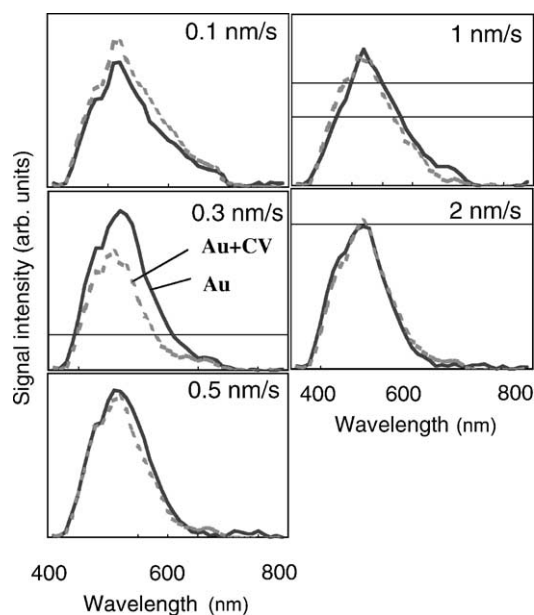 0.1 nm/s
1 nm/s
0.3 nm/s
Au+CV
Au
2 nm/s
0.5 nm/s
Signal intensity (arb. units)
400 600 800
Wavelength (nm)
400 600 800
Wavelength (nm)